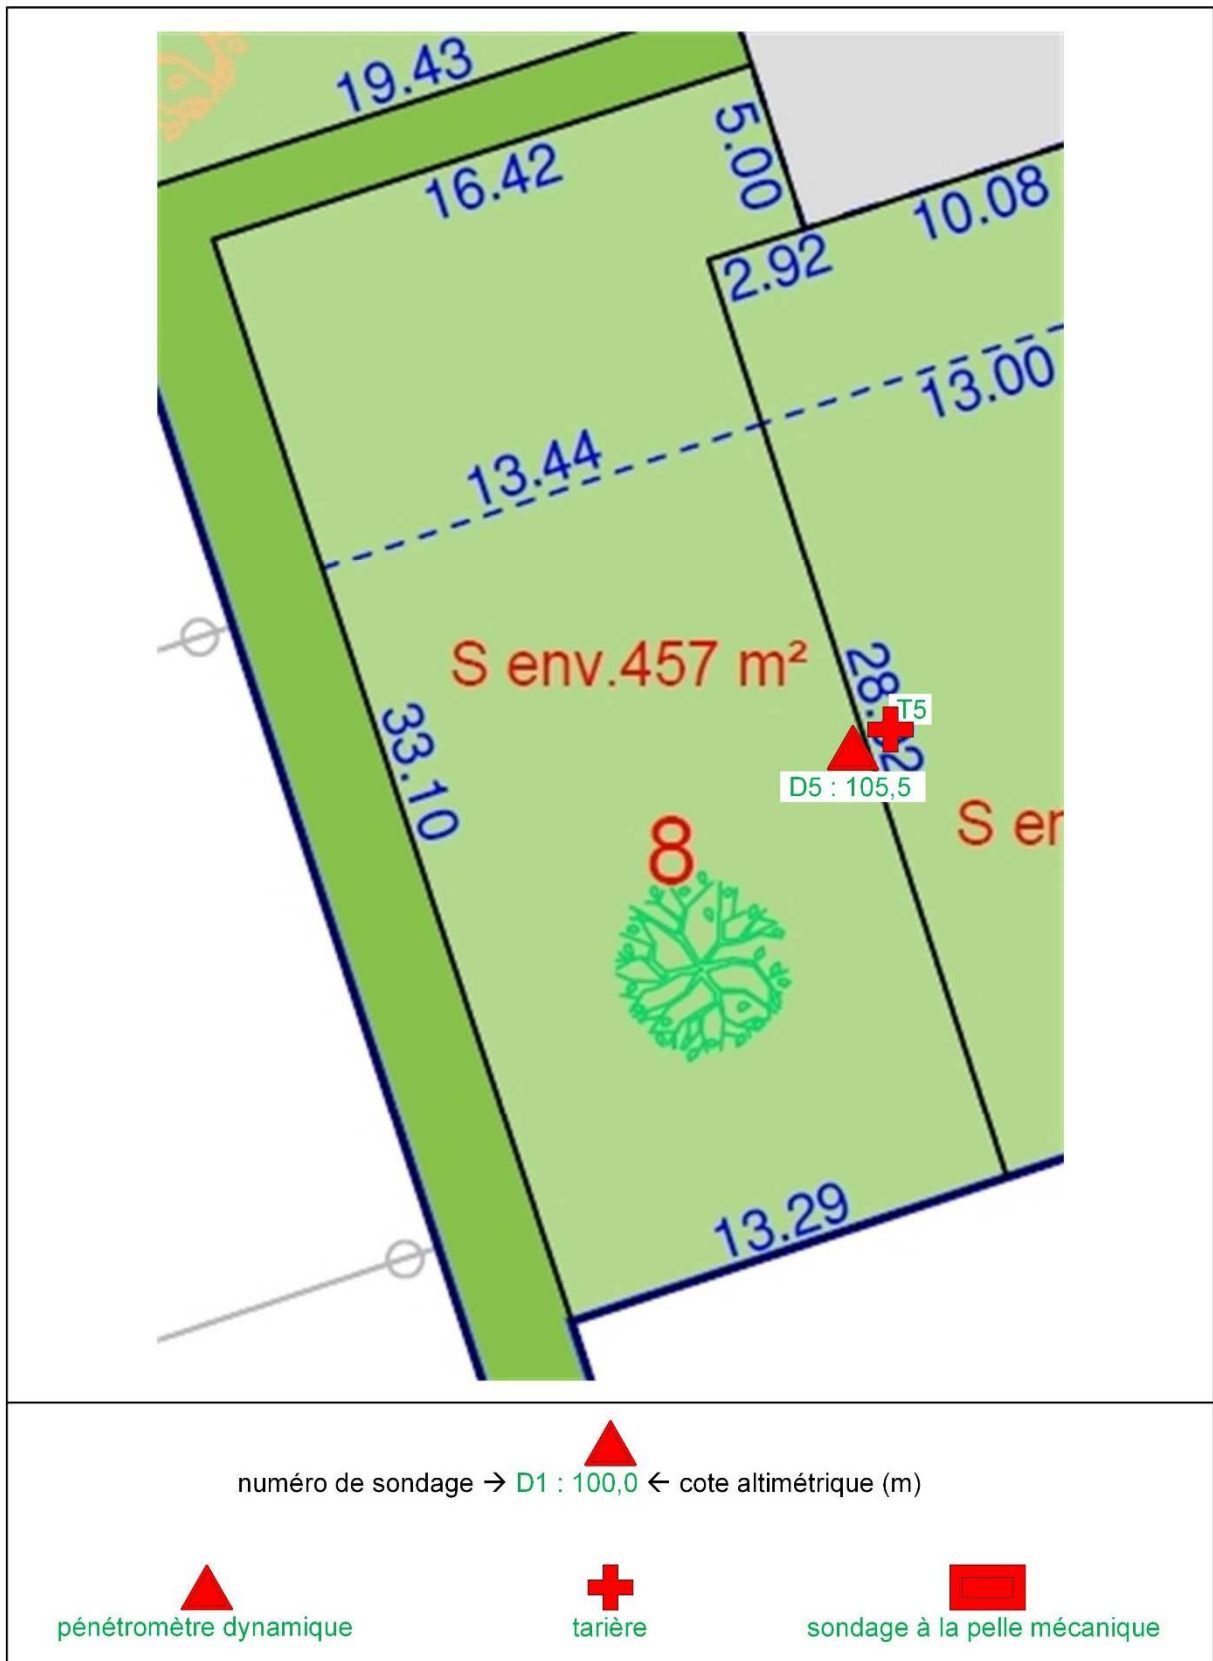 19.43
16.42
5.00
10.08
2.92
13.00
13.44
S env.457 m²
T5
33.10
D5 : 105,5
S er
8
13.29
numéro de sondage → D1 : 100,0 ← cote altimétrique (m)
pénétromètre dynamique
tarière
sondage à la pelle mécanique